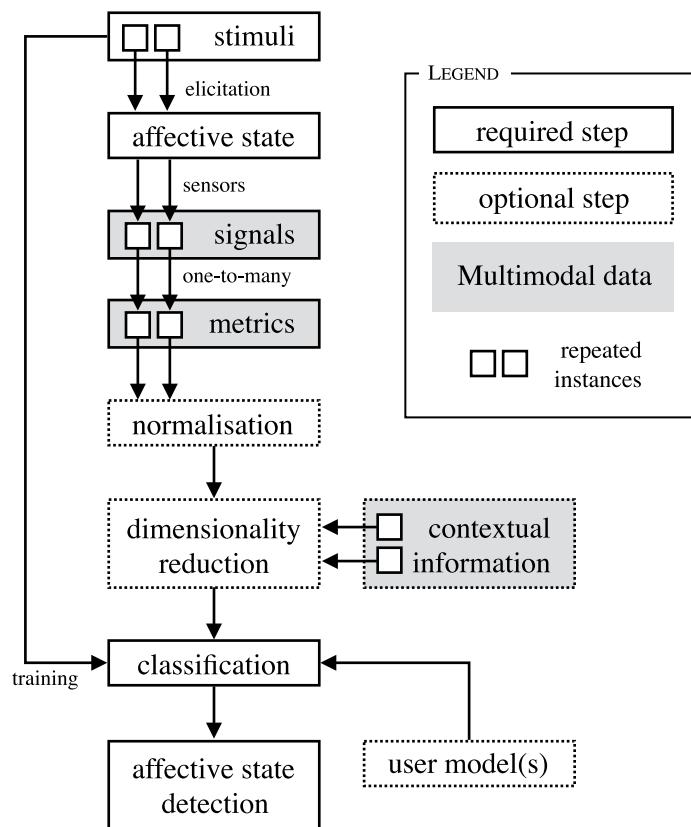 stimuli
elicitation
affective state
sensors
signals
one-to-many
metrics
normalisation
dimensionality
reduction
contextual
information
classification
training
affective state
detection
user model(s)
LEGEND
required step
optional step
Multimodal data
repeated
instances